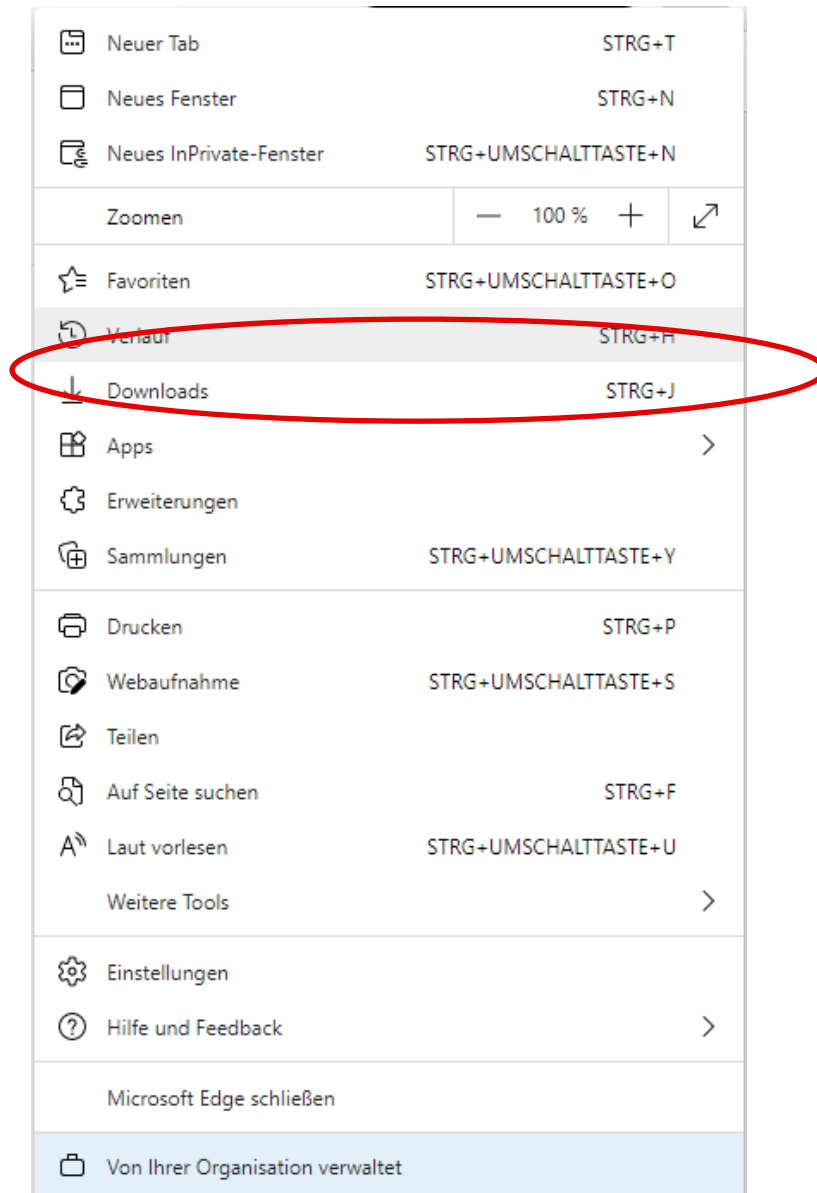 Neuer Tab STRG+T
Neues Fenster STRG+N
Neues InPrivate-Fenster STRG+UMSCHALTTASTE+N
Zoomen — 100 % +
Favoriten STRG+UMSCHALTTASTE+O
Verlauf STRG+H
Downloads STRG+J
Apps
Erweiterungen
Sammlungen STRG+UMSCHALTTASTE+Y
Drucken STRG+P
Webaufnahme STRG+UMSCHALTTASTE+S
Teilen
Auf Seite suchen STRG+F
Laut vorlesen STRG+UMSCHALTTASTE+U
Weitere Tools
Einstellungen
Hilfe und Feedback
Microsoft Edge schließen
Von Ihrer Organisation verwaltet